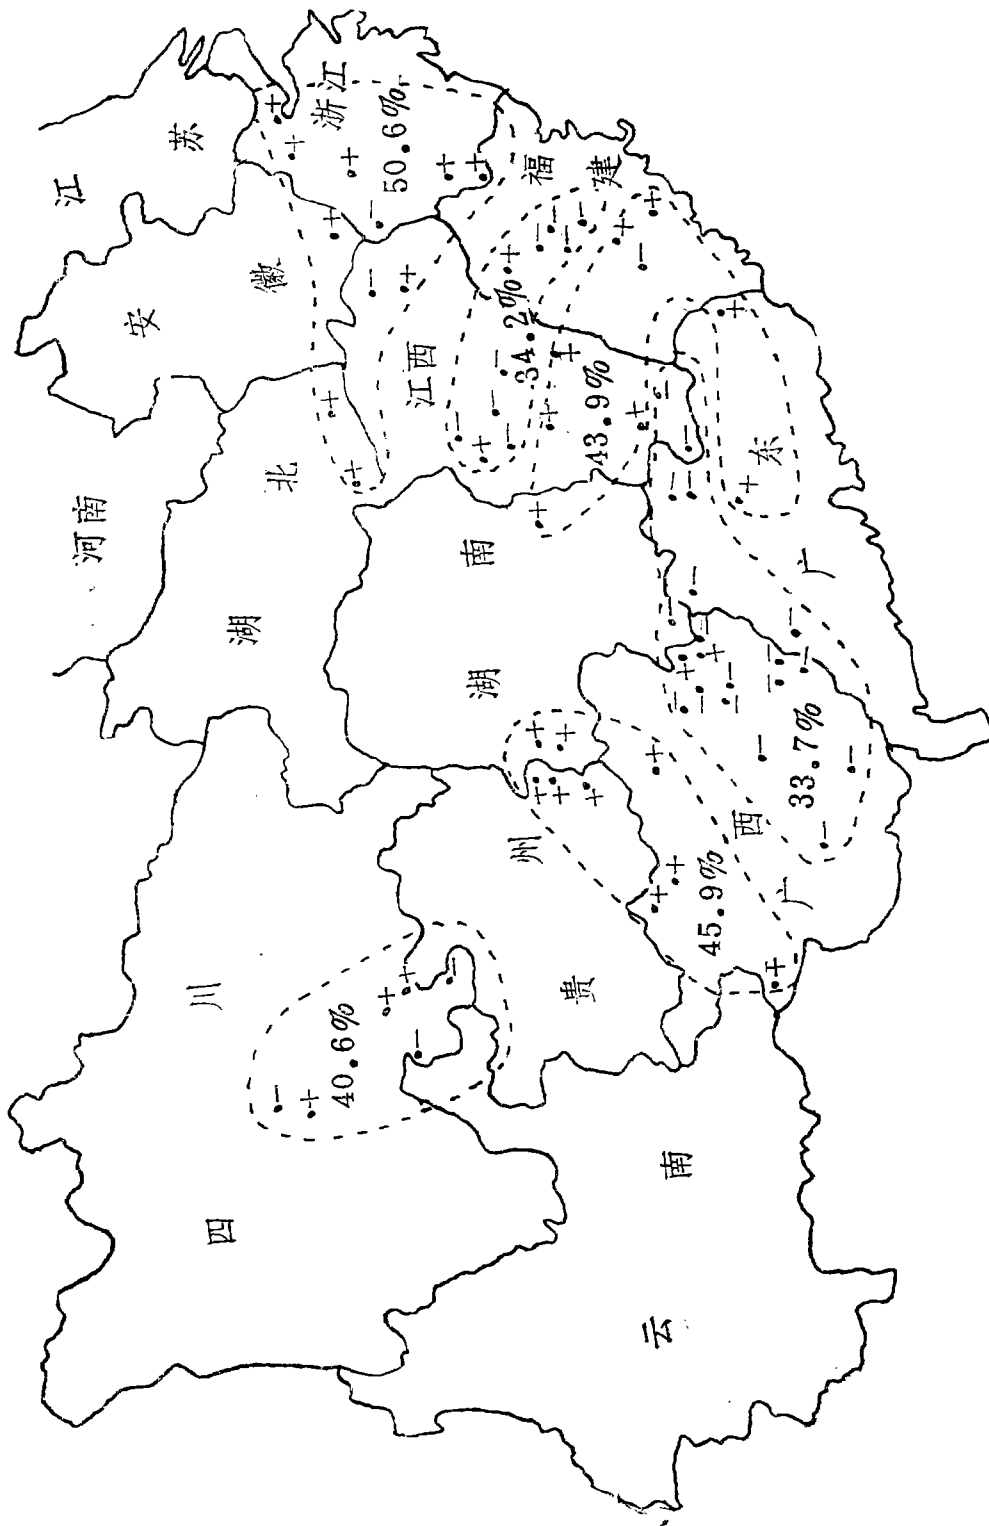 江苏
安徽
浙江
50.6%
河南
湖北
江西
福建
34.2%
43.9%
湖南
广东
四川
40.6%
贵州
45.9%
广西
33.7%
云南